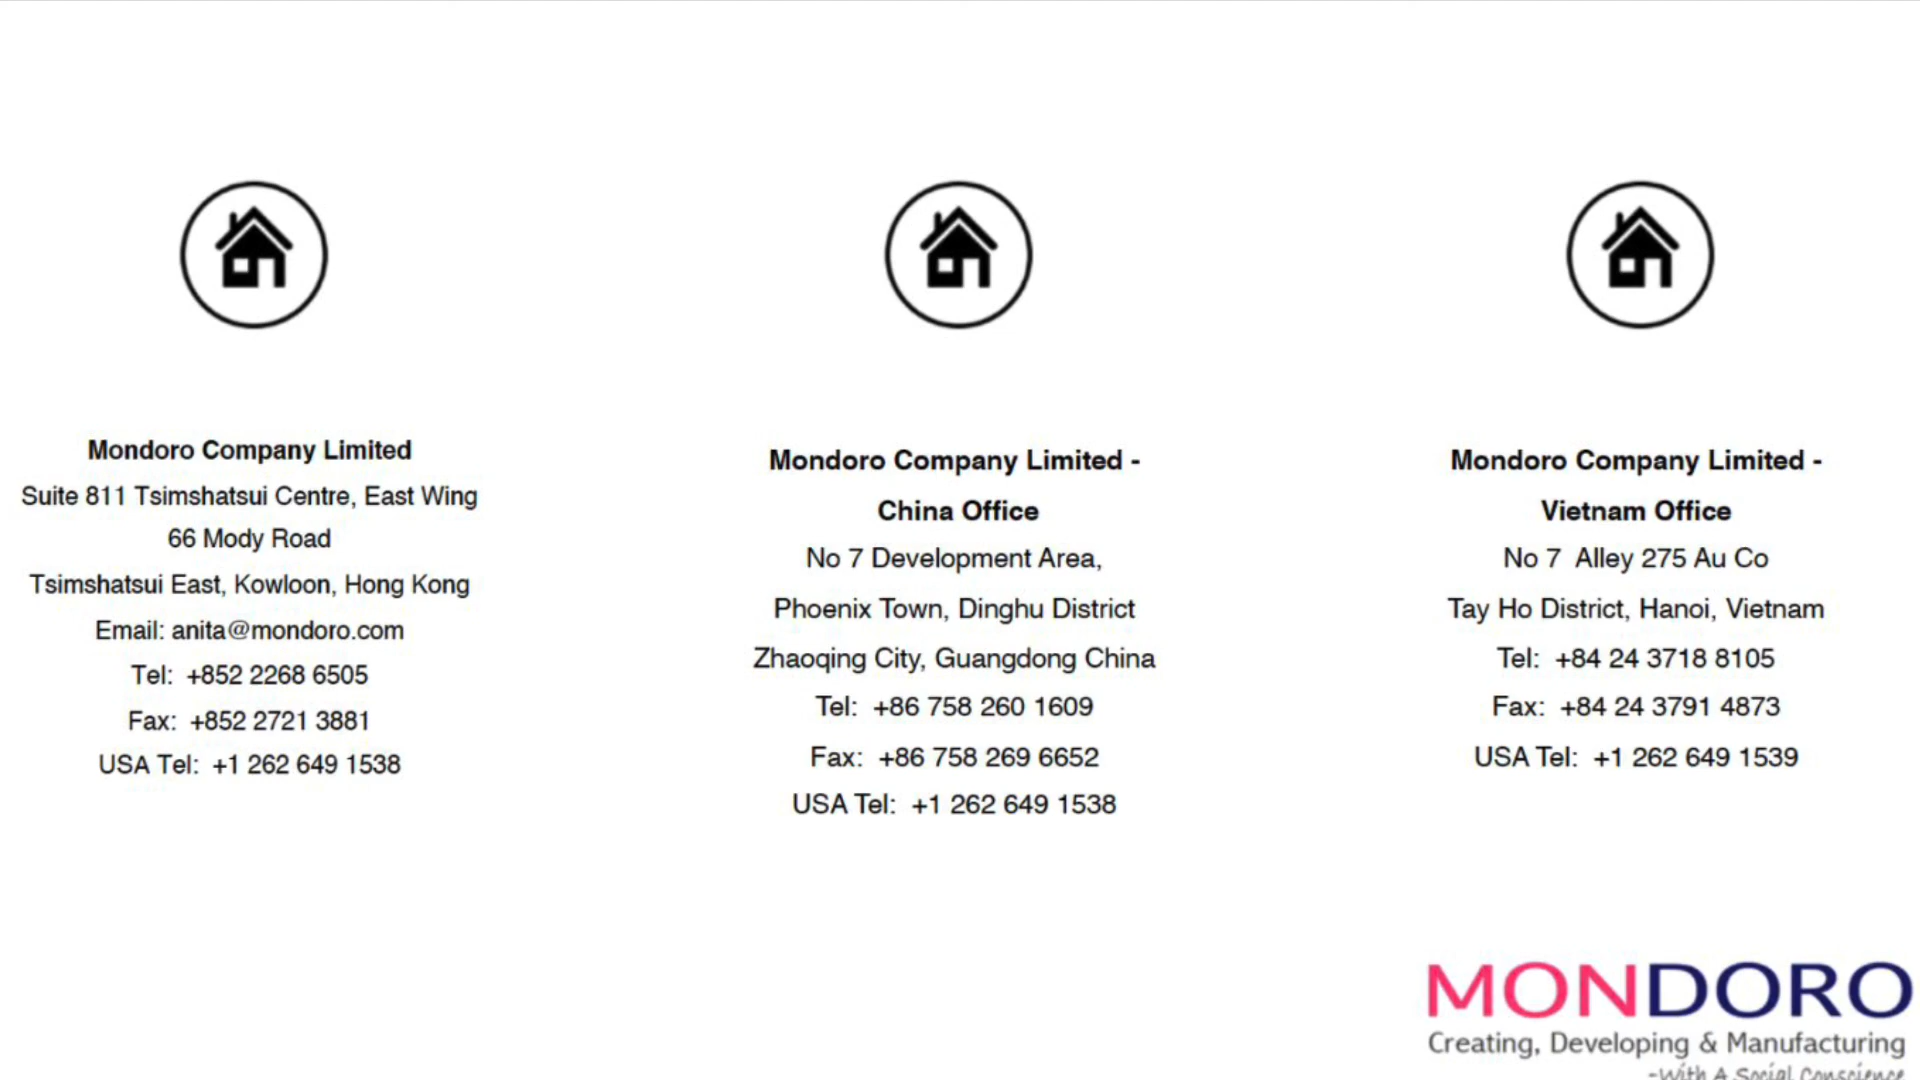 Mondoro Company Limited
Suite 811 Tsimshatsui Centre, East Wing
66 Mody Road
Tsimshatsui East, Kowloon, Hong Kong
Email: anita@mondoro.com
Tel: +852 2268 6505
Fax: +852 2721 3881
USA Tel: +1 262 649 1538
Mondoro Company Limited -
China Office
No 7 Development Area,
Phoenix Town, Dinghu District
Zhaoqing City, Guangdong China
Tel: +86 758 260 1609
Fax: +86 758 269 6652
USA Tel: +1 262 649 1538
Mondoro Company Limited -
Vietnam Office
No 7 Alley 275 Au Co
Tay Ho District, Hanoi, Vietnam
Tel: +84 24 3718 8105
Fax: +84 24 3791 4873
USA Tel: +1 262 649 1539
MONDORO
Creating, Developing & Manufacturing
-With A Social Conscience